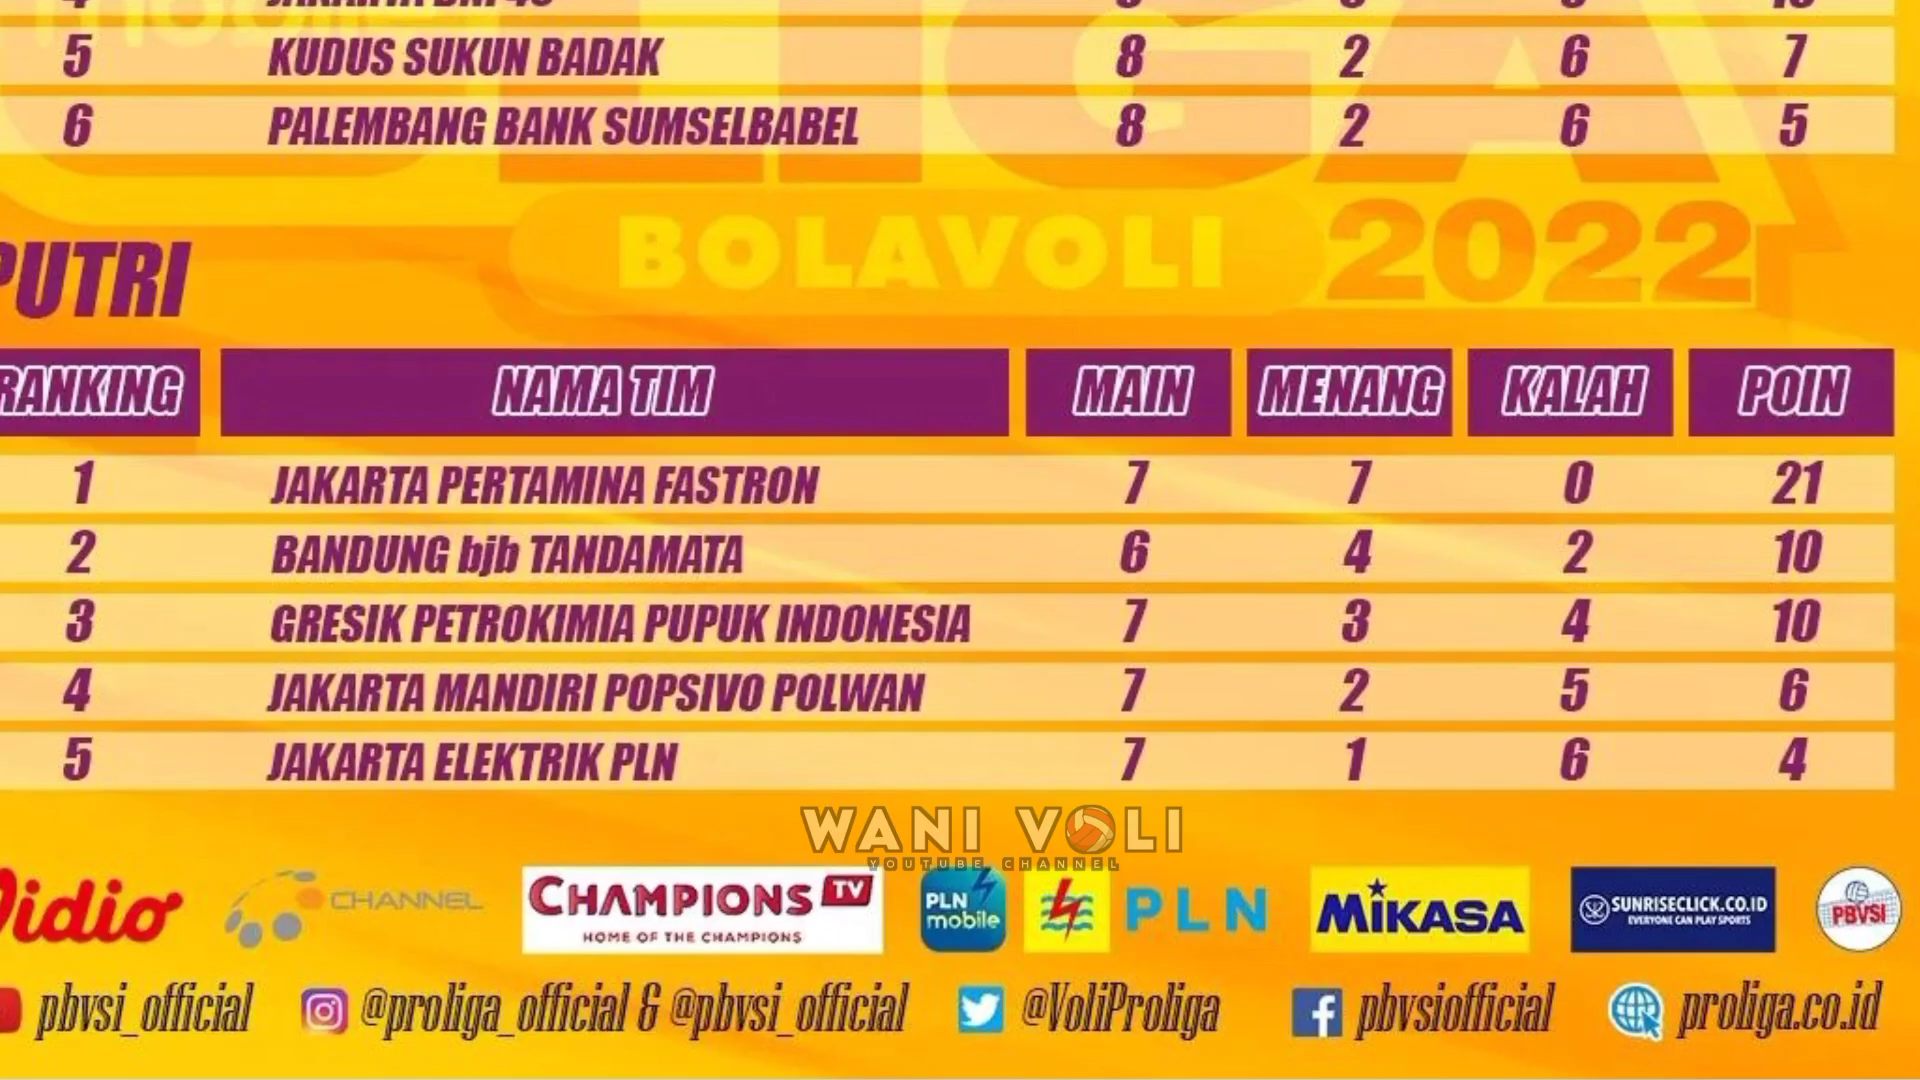 5 KUDUS SUKUN BADAK 8 2 6 7
6 PALEMBANG BANK SUMSELBABEL 8 2 6 5
BOLAVOLI 2022
PUTRI
RANKING NAMA TIM MAIN MENANG KALAH POIN
1 JAKARTA PERTAMINA FASTRON 7 7 0 21
2 BANDUNG bjb TANDAMATA 6 4 2 10
3 GRESIK PETROKIMIA PUPUK INDONESIA 7 3 4 10
4 JAKARTA MANDIRI POPSIVO POLWAN 7 2 5 6
5 JAKARTA ELEKTRIK PLN 7 1 6 4
WANI VOLI
YOUTUBE CHANNEL
Vidio CHANNEL CHAMPIONS TV PLN mobile PLN MIKASA SUNRISECLICK.CO.ID PBVSI
HOME OF THE CHAMPIONS EVERYONE CAN PLAY SPORTS
pbvsi_official @proliga_official & @pbvsi_official @VoliProliga pbvsiofficial proliga.co.id